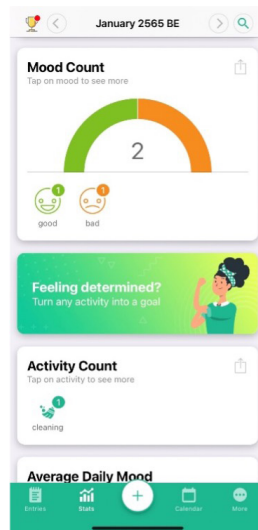 January 2565 BE
Mood Count
Tap on mood to see more
2
1
1
good
bad
Feeling determined?
Turn any activity into a goal
Activity Count
Tap on activity to see more
1
cleaning
Average Daily Mood
Entries
Stats
Calendar
More